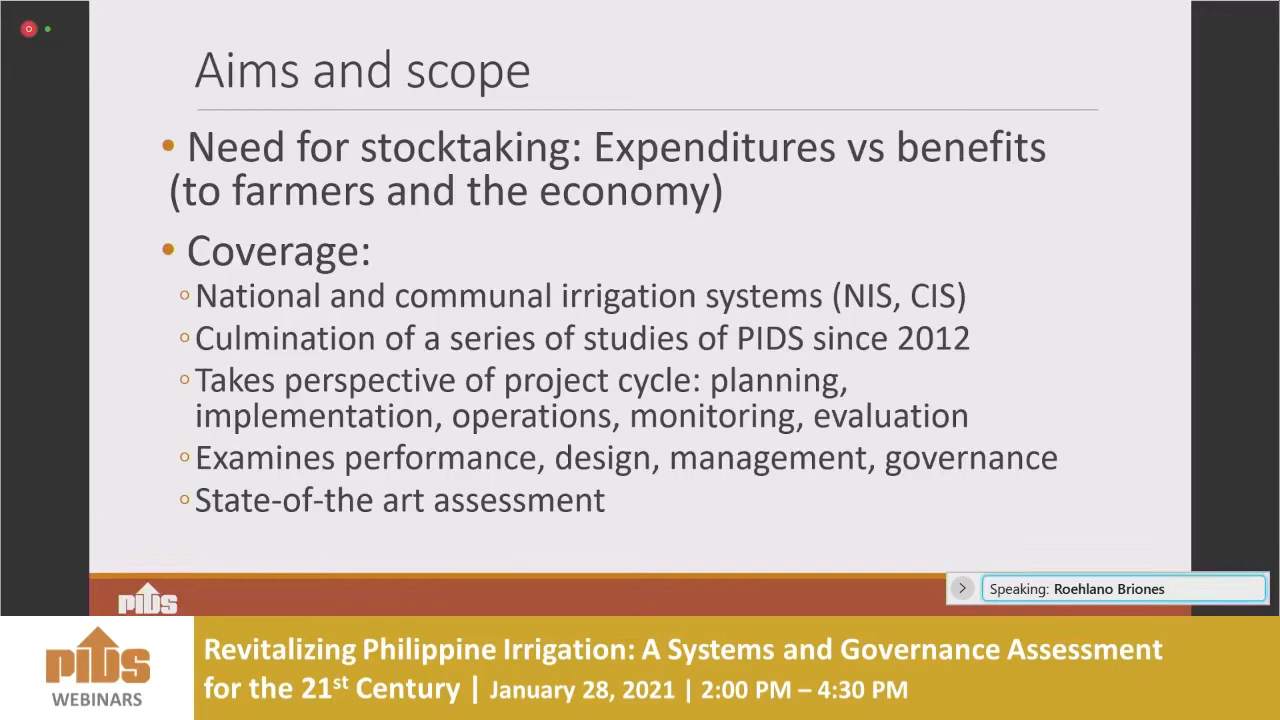 Aims and scope
• Need for stocktaking: Expenditures vs benefits
(to farmers and the economy)
• Coverage:
◦National and communal irrigation systems (NIS, CIS)
◦Culmination of a series of studies of PIDS since 2012
◦Takes perspective of project cycle: planning,
implementation, operations, monitoring, evaluation
◦Examines performance, design, management, governance
◦State-of-the art assessment
PIDS
Speaking: Roehlano Briones
PIDS
WEBINARS
Revitalizing Philippine Irrigation: A Systems and Governance Assessment
for the 21st Century | January 28, 2021 | 2:00 PM – 4:30 PM